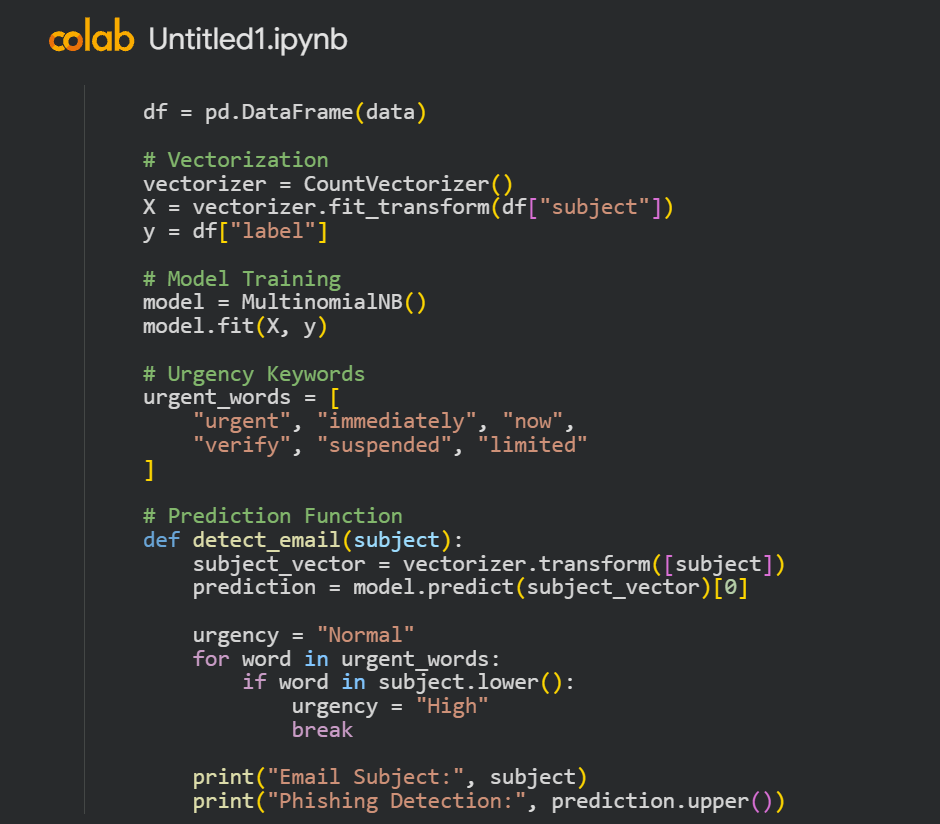 colab Untitled1.ipynb
df = pd.DataFrame(data)
# Vectorization
vectorizer = CountVectorizer()
X = vectorizer.fit_transform(df["subject"])
y = df["label"]
# Model Training
model = MultinomialNB()
model.fit(X, y)
# Urgency Keywords
urgent_words = [
"urgent", "immediately", "now",
"verify", "suspended", "limited"
]
# Prediction Function
def detect_email(subject):
subject_vector = vectorizer.transform([subject])
prediction = model.predict(subject_vector)[0]
urgency = "Normal"
for word in urgent_words:
if word in subject.lower():
urgency = "High"
break
print("Email Subject:", subject)
print("Phishing Detection:", prediction.upper())